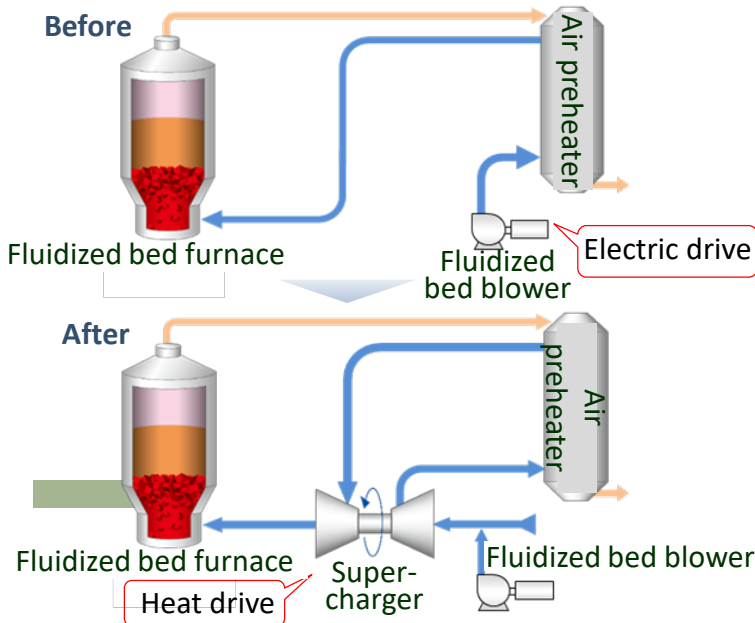 Before
Air preheater
Fluidized bed furnace
Fluidized
bed blower
Electric drive
After
Air
preheater
Fluidized bed furnace
Super-
charger
Fluidized bed blower
Heat drive